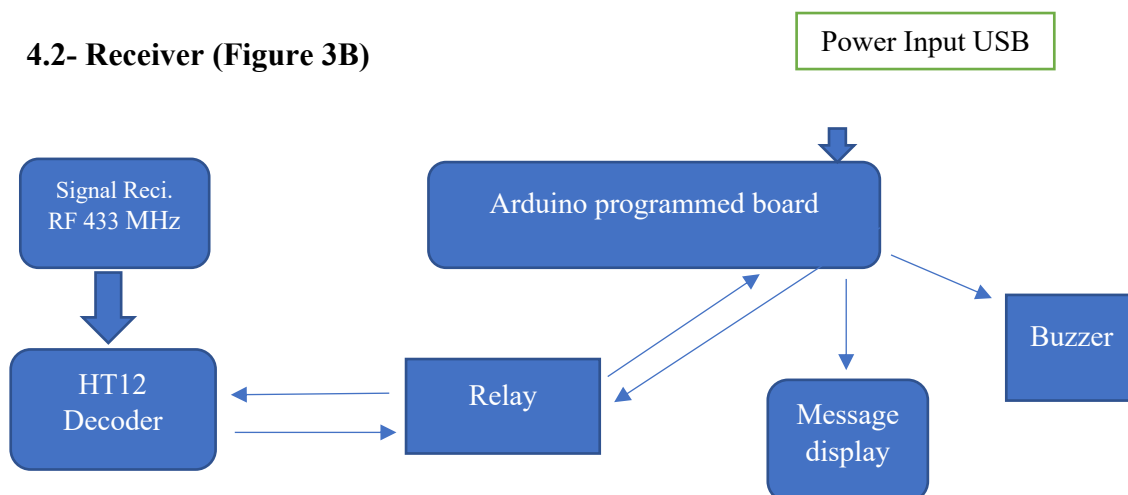 4.2- Receiver (Figure 3B)
Power Input USB
Signal Reci.
RF 433 MHz
Arduino programmed board
HT12
Decoder
Relay
Message
display
Buzzer